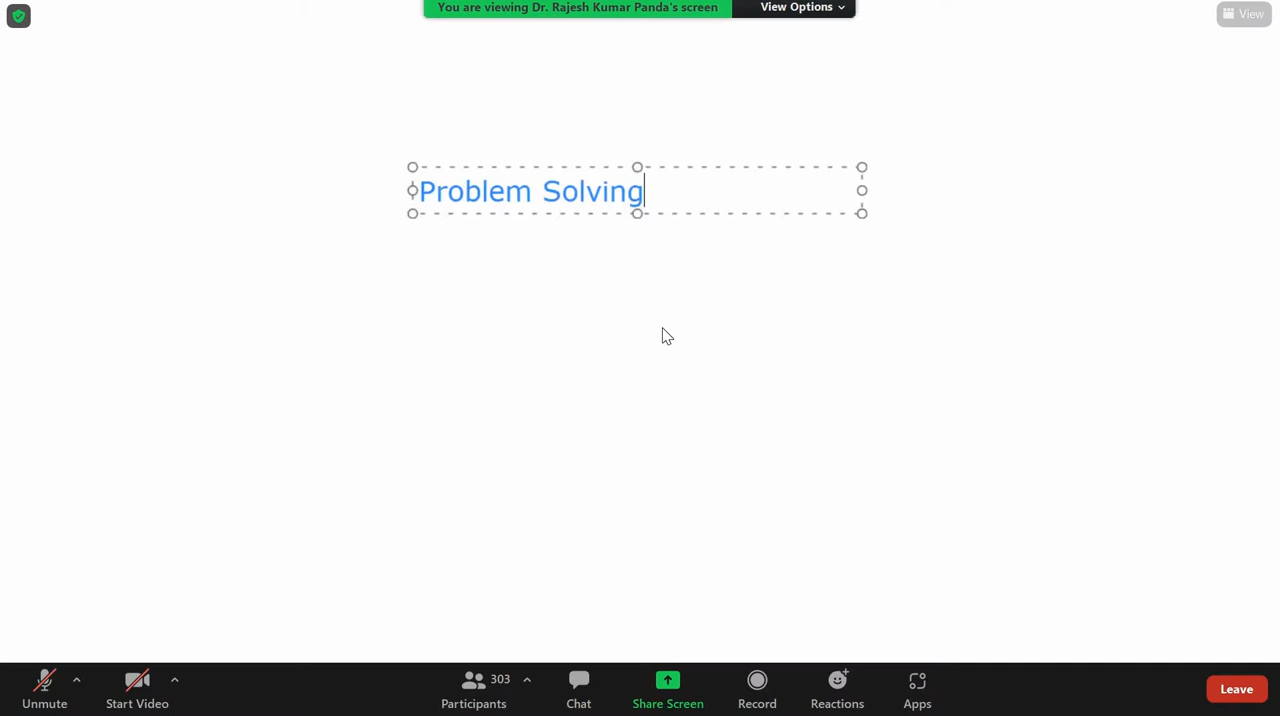 You are viewing Dr. Rajesh Kumar Panda's screen View Options
View
Problem Solving
303
Unmute Start Video Participants Chat Share Screen Record Reactions Apps Leave